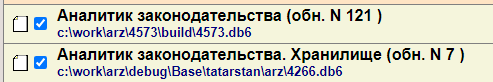 Аналитик законодательства (обн. N 121 )
c:\work\arz\4573\build\4573.db6
Аналитик законодательства. Хранилище (обн. N 7 )
c:\work\arz\debug\Base\tatarstan\arz\4266.db6